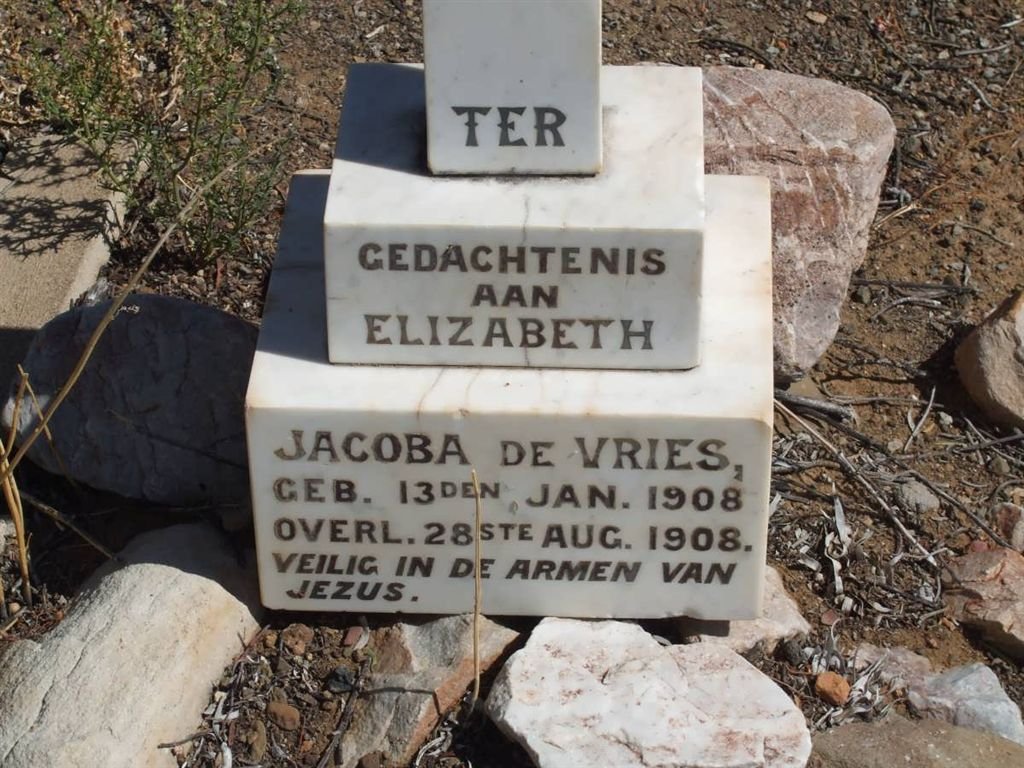 TER
GEDACHTENIS
AAN
ELIZABETH
JACOBA DE VRIES,
GEB. 13DEN JAN. 1908
OVERL. 28STE AUG. 1908.
VEILIG IN DE ARMEN VAN
JEZUS.